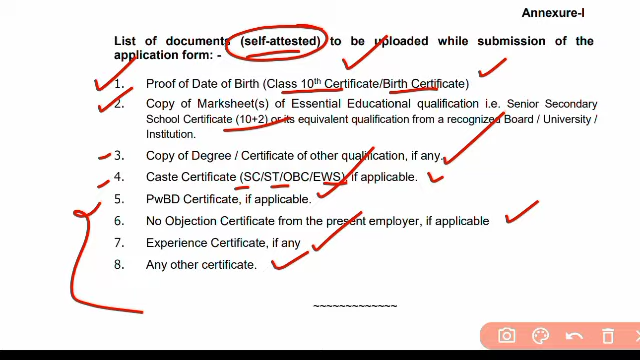 Annexure-I
List of documents (self-attested) to be uploaded while submission of the
application form: -
1. Proof of Date of Birth (Class 10th Certificate/Birth Certificate)
2. Copy of Marksheet(s) of Essential Educational qualification i.e. Senior Secondary
School Certificate (10+2) or its equivalent qualification from a recognized Board / University /
Institution.
3. Copy of Degree / Certificate of other qualification, if any.
4. Caste Certificate (SC/ST/OBC/EWS), if applicable.
5. PwBD Certificate, if applicable.
6. No Objection Certificate from the present employer, if applicable
7. Experience Certificate, if any
8. Any other certificate.
~~~~~~~~~~~~~